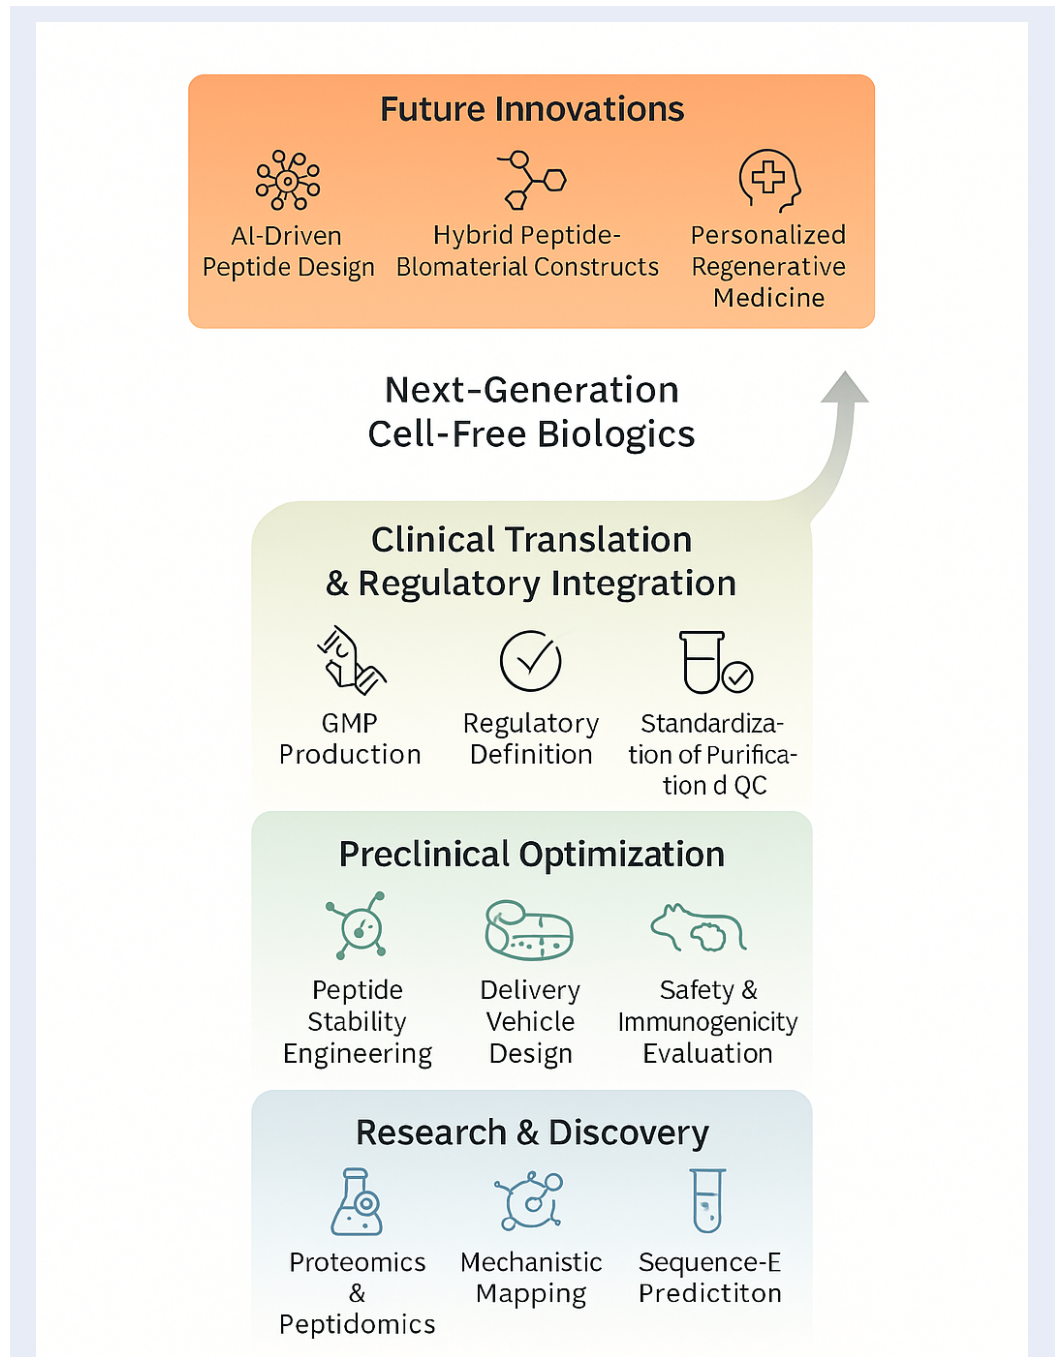 Future Innovations
AI-Driven
Peptide Design
Hybrid Peptide-
Blomaterial Constructs
Personalized
Regenerative
Medicine
Next-Generation
Cell-Free Biologics
Clinical Translation
& Regulatory Integration
GMP
Production
Regulatory
Definition
Standardiza-
tion of Purifica-
tion d QC
Preclinical Optimization
Peptide
Stability
Engineering
Delivery
Vehicle
Design
Safety &
Immunogenicity
Evaluation
Research & Discovery
Proteomics
&
Peptidomics
Mechanistic
Mapping
Sequence-E
Predictiton